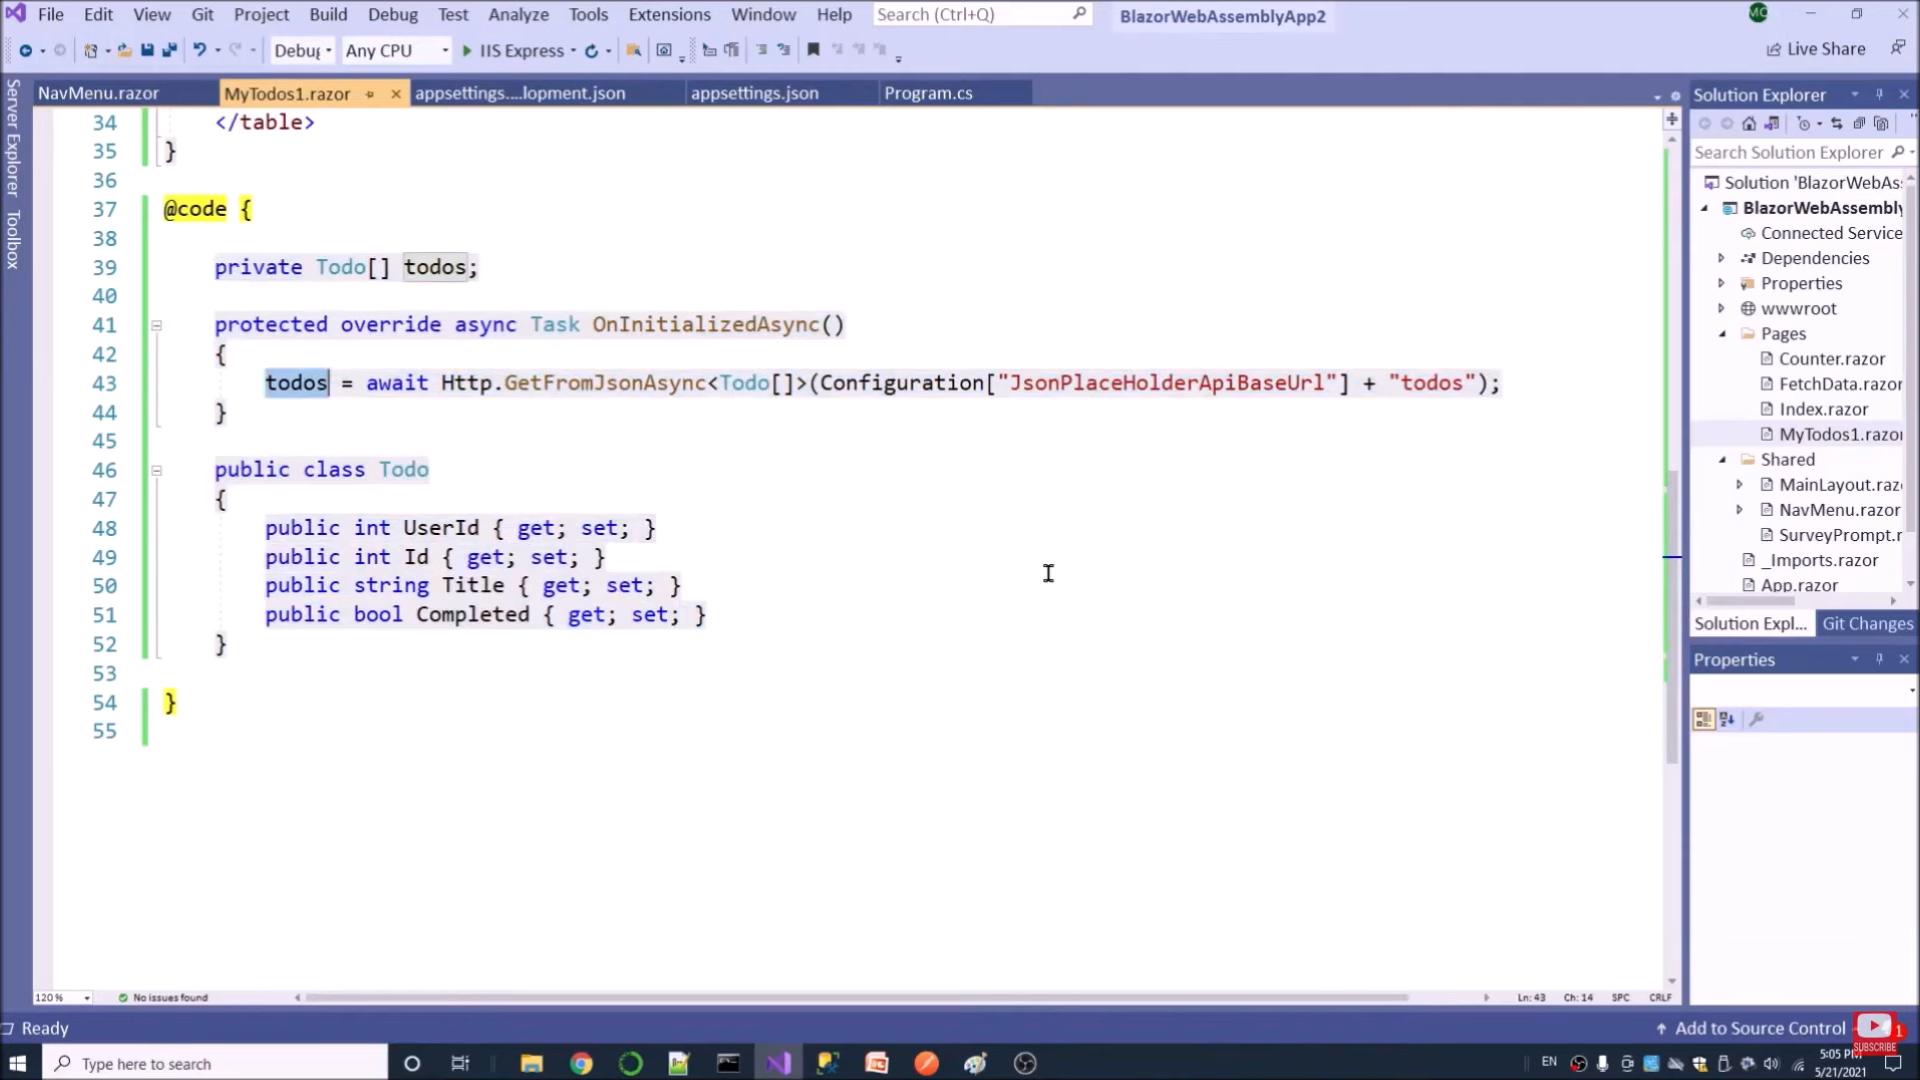 File Edit View Git Project Build Debug Test Analyze Tools Extensions Window Help Search (Ctrl+Q) BlazorWebAssemblyApp2 MC
Debug Any CPU IIS Express Live Share
Server Explorer Toolbox
NavMenu.razor MyTodos1.razor appsettings....lopment.json appsettings.json Program.cs
34 </table>
35 }
36
37 @code {
38
39 private Todo[] todos;
40
41 protected override async Task OnInitializedAsync()
42 {
43 todos = await Http.GetFromJsonAsync<Todo[]>(Configuration["JsonPlaceHolderApiBaseUrl"] + "todos");
44 }
45
46 public class Todo
47 {
48 public int UserId { get; set; }
49 public int Id { get; set; }
50 public string Title { get; set; }
51 public bool Completed { get; set; }
52 }
53
54 }
55
120 % No issues found Ln: 43 Ch: 14 SPC CRLF
Solution Explorer
Search Solution Explorer
Solution 'BlazorWebAs
BlazorWebAssembly
Connected Service
Dependencies
Properties
wwwroot
Pages
Counter.razor
FetchData.razor
Index.razor
MyTodos1.razor
Shared
MainLayout.raz
NavMenu.razor
SurveyPrompt.r
_Imports.razor
App.razor
Solution Expl... Git Changes
Properties
Ready Add to Source Control 1
SUBSCRIBE
Type here to search EN 5:05 PM
5/21/2021